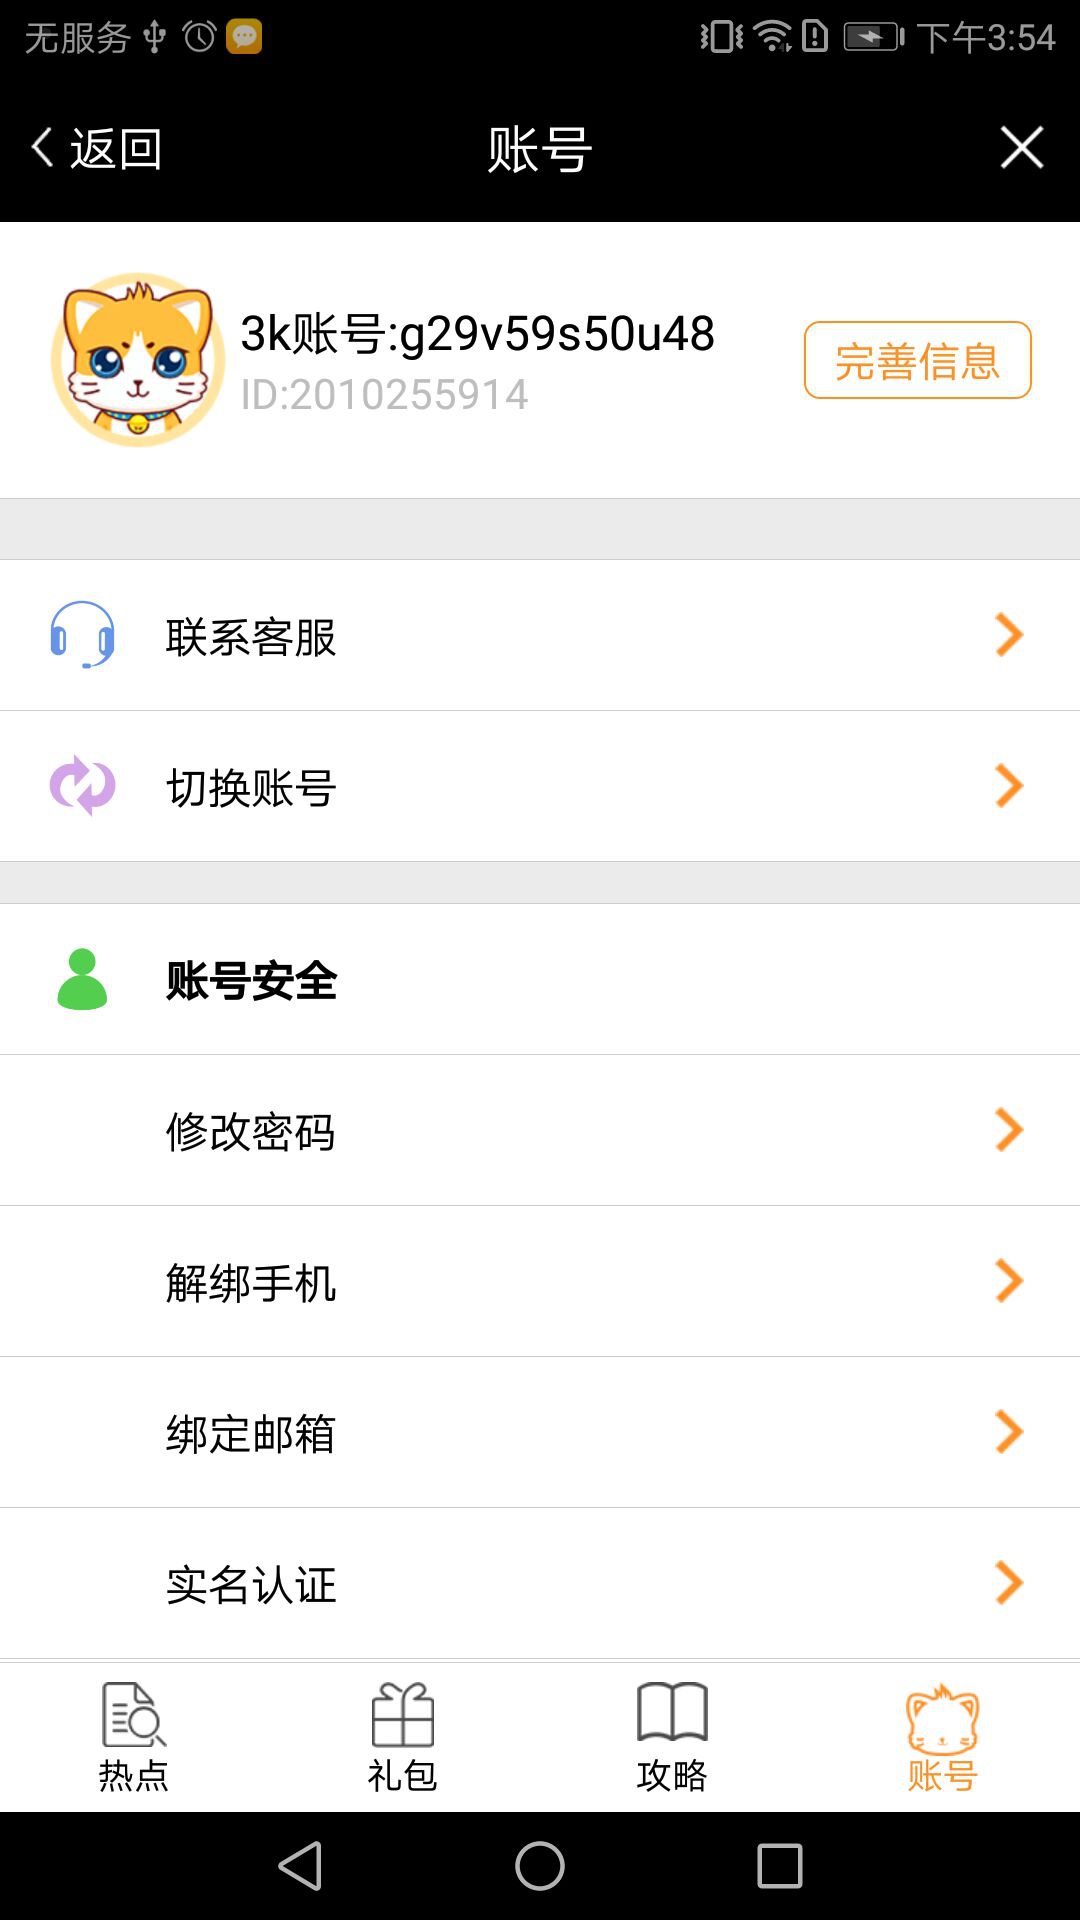 无服务
下午3:54
返回
账号
3k账号:g29v59s50u48
ID:2010255914
完善信息
联系客服
切换账号
账号安全
修改密码
解绑手机
绑定邮箱
实名认证
热点
礼包
攻略
账号